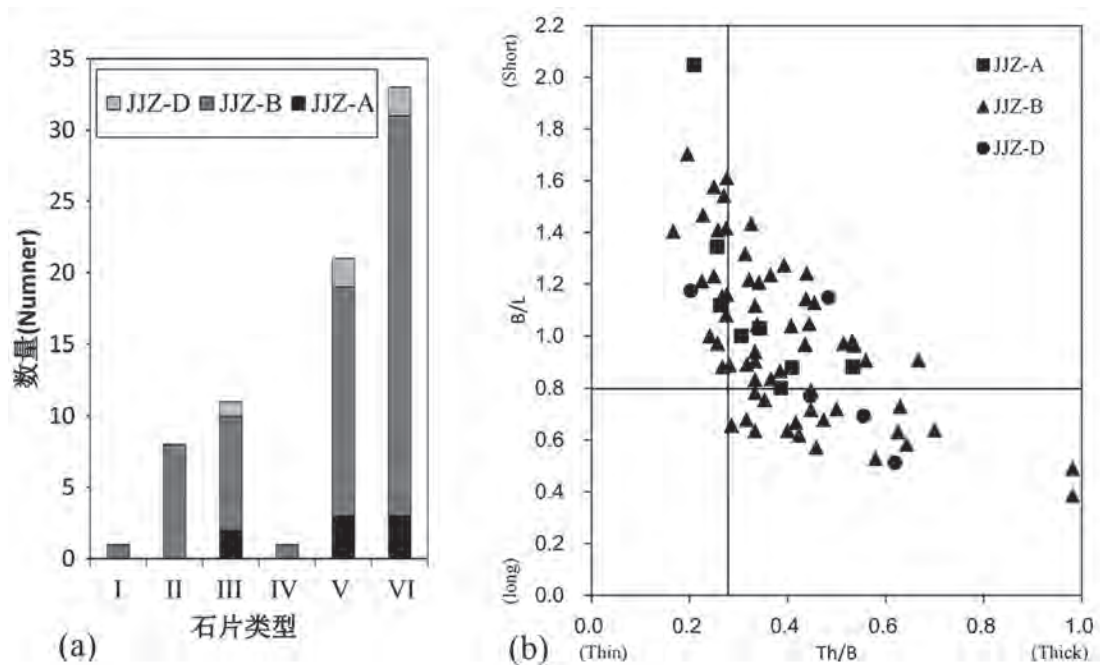 35
30
25
20
15
10
5
0
数量(Numner)
JJZ-D JJZ-B JJZ-A
I II III IV V VI
石片类型
(a)
2.2
2.0
1.8
1.6
1.4
1.2
1.0
0.8
0.6
0.4
0.2
0.0
(Short)
B/L
(long)
JJZ-A
JJZ-B
JJZ-D
0.0 0.2 0.4 0.6 0.8 1.0
(b) (Thin) Th/B (Thick)